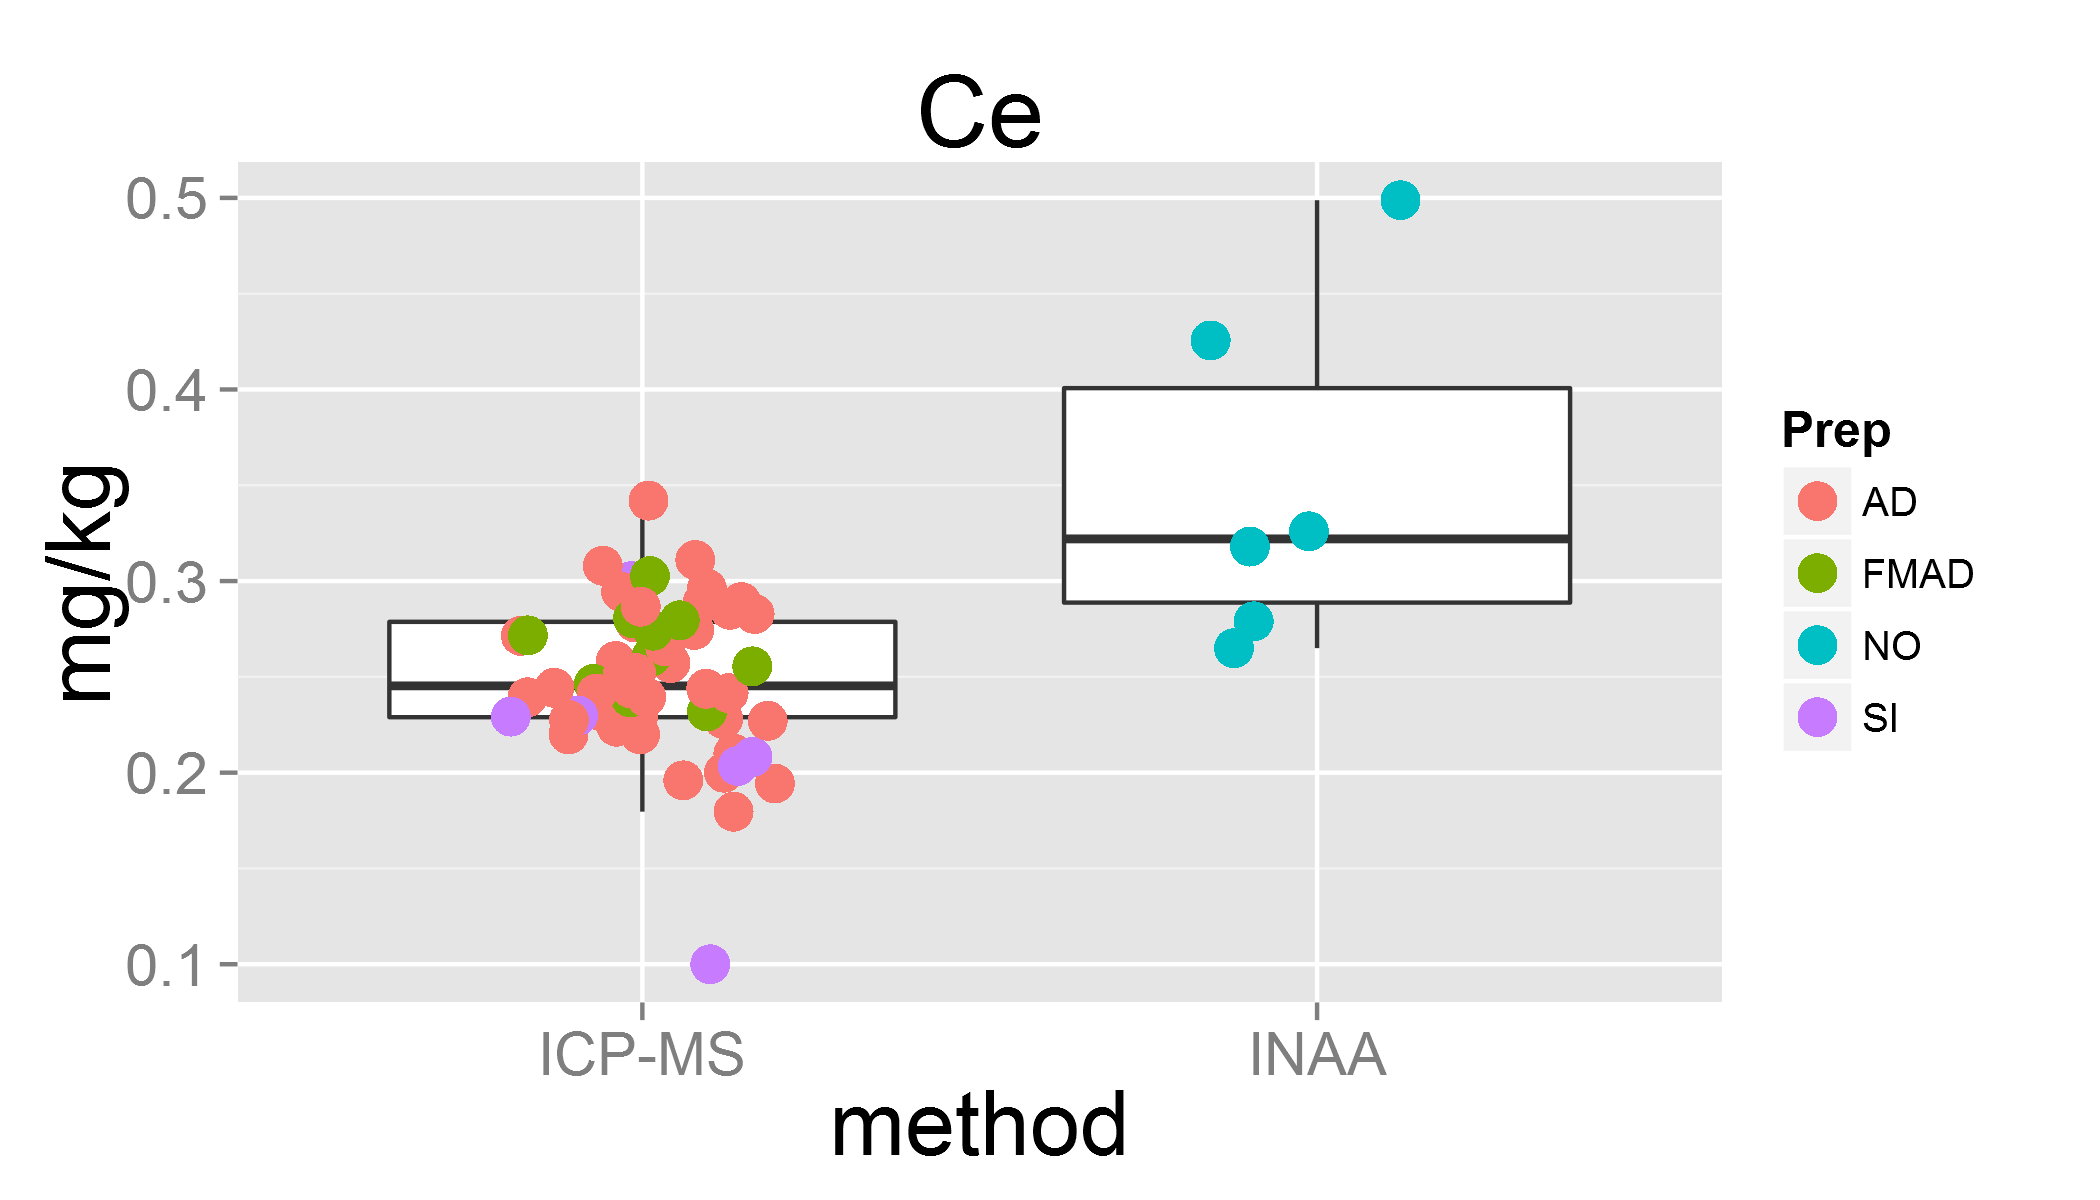 Ce
mg/kg
0.5
0.4
0.3
0.2
0.1
ICP-MS
INAA
method
Prep
AD
FMAD
NO
SI